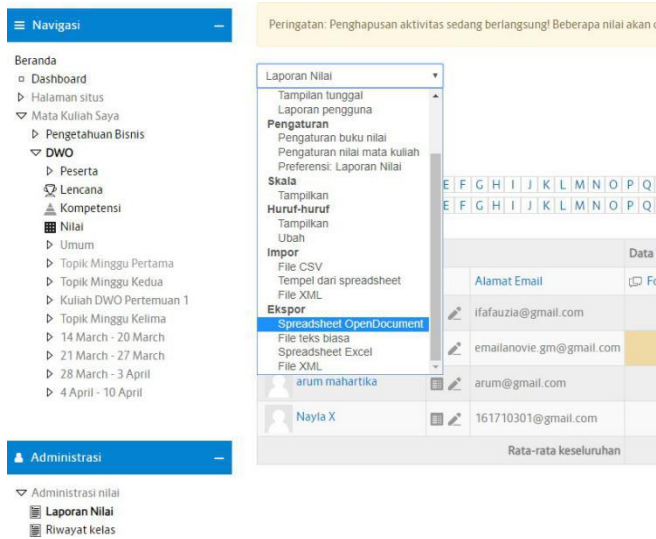 Navigasi
Beranda
Dashboard
Halaman situs
Mata Kuliah Saya
Pengetahuan Bisnis
DWO
Peserta
Lencana
Kompetensi
Nilai
Umum
Topik Minggu Pertama
Topik Minggu Kedua
Kuliah DWO Pertemuan 1
Topik Minggu Kelima
14 March - 20 March
21 March - 27 March
28 March - 3 April
4 April - 10 April
Administrasi
Administrasi nilai
Laporan Nilai
Riwayat kelas
Peringatan: Penghapusan aktivitas sedang berlangsung! Beberapa nilai akan
Laporan Nilai
Tampilan tunggal
Laporan pengguna
Pengaturan
Pengaturan buku nilai
Pengaturan nilai mata kuliah
Preferensi: Laporan Nilai
Skala
Tampilkan
Huruf-huruf
Tampilkan
Ubah
Impor
File CSV
Tempel dari spreadsheet
File XML
Ekspor
Spreadsheet OpenDocument
File teks biasa
Spreadsheet Excel
File XML
E F G H I J K L M N O P Q
E F G H I J K L M N O P Q
Data
Alamat Email
ifafauzia@gmail.com
emailanovie.gm@gmail.com
arum mahartika arum@gmail.com
Nayla X 161710301@gmail.com
Rata-rata keseluruhan